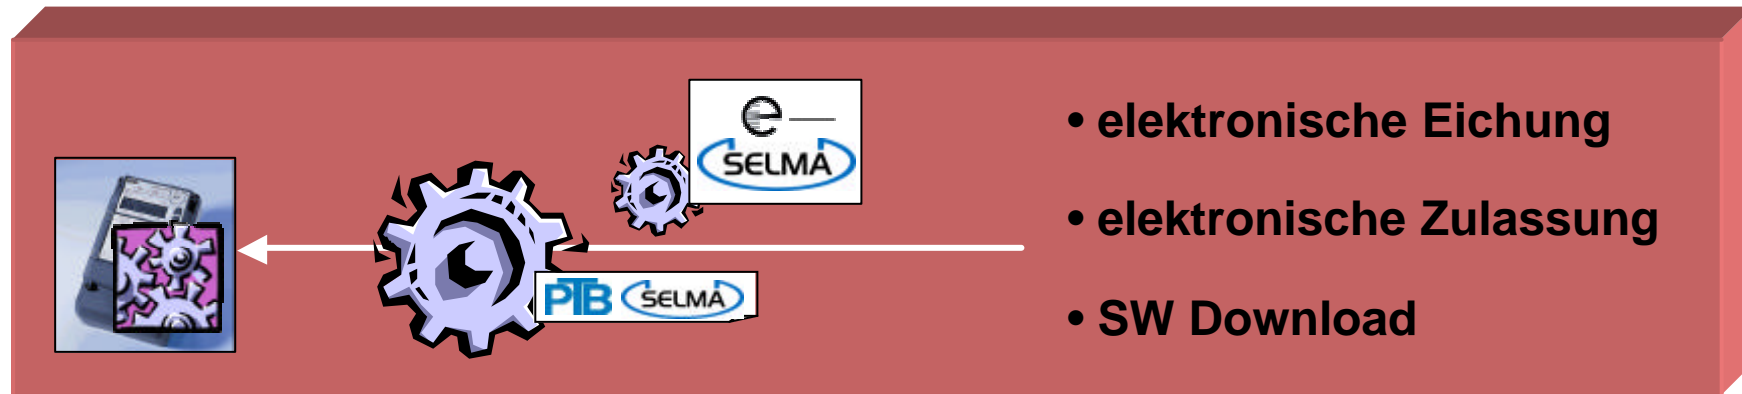 e
SELMA
PTB SELMA
• elektronische Eichung
• elektronische Zulassung
• SW Download